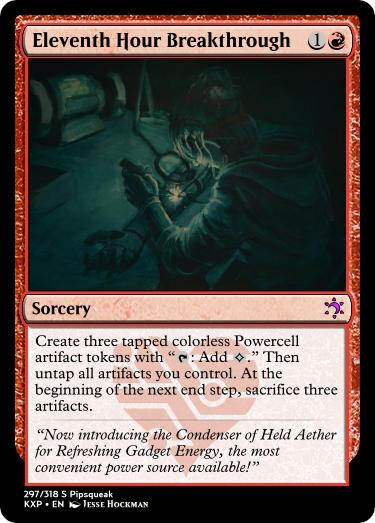 Eleventh Hour Breakthrough 1
Sorcery
Create three tapped colorless Powercell
artifact tokens with “: Add .” Then
untap all artifacts you control. At the
beginning of the next end step, sacrifice three
artifacts.
“Now introducing the Condenser of Held Aether
for Refreshing Gadget Energy, the most
convenient power source available!”
297/318 S Pipsqueak
KXP • EN Jesse Hockman